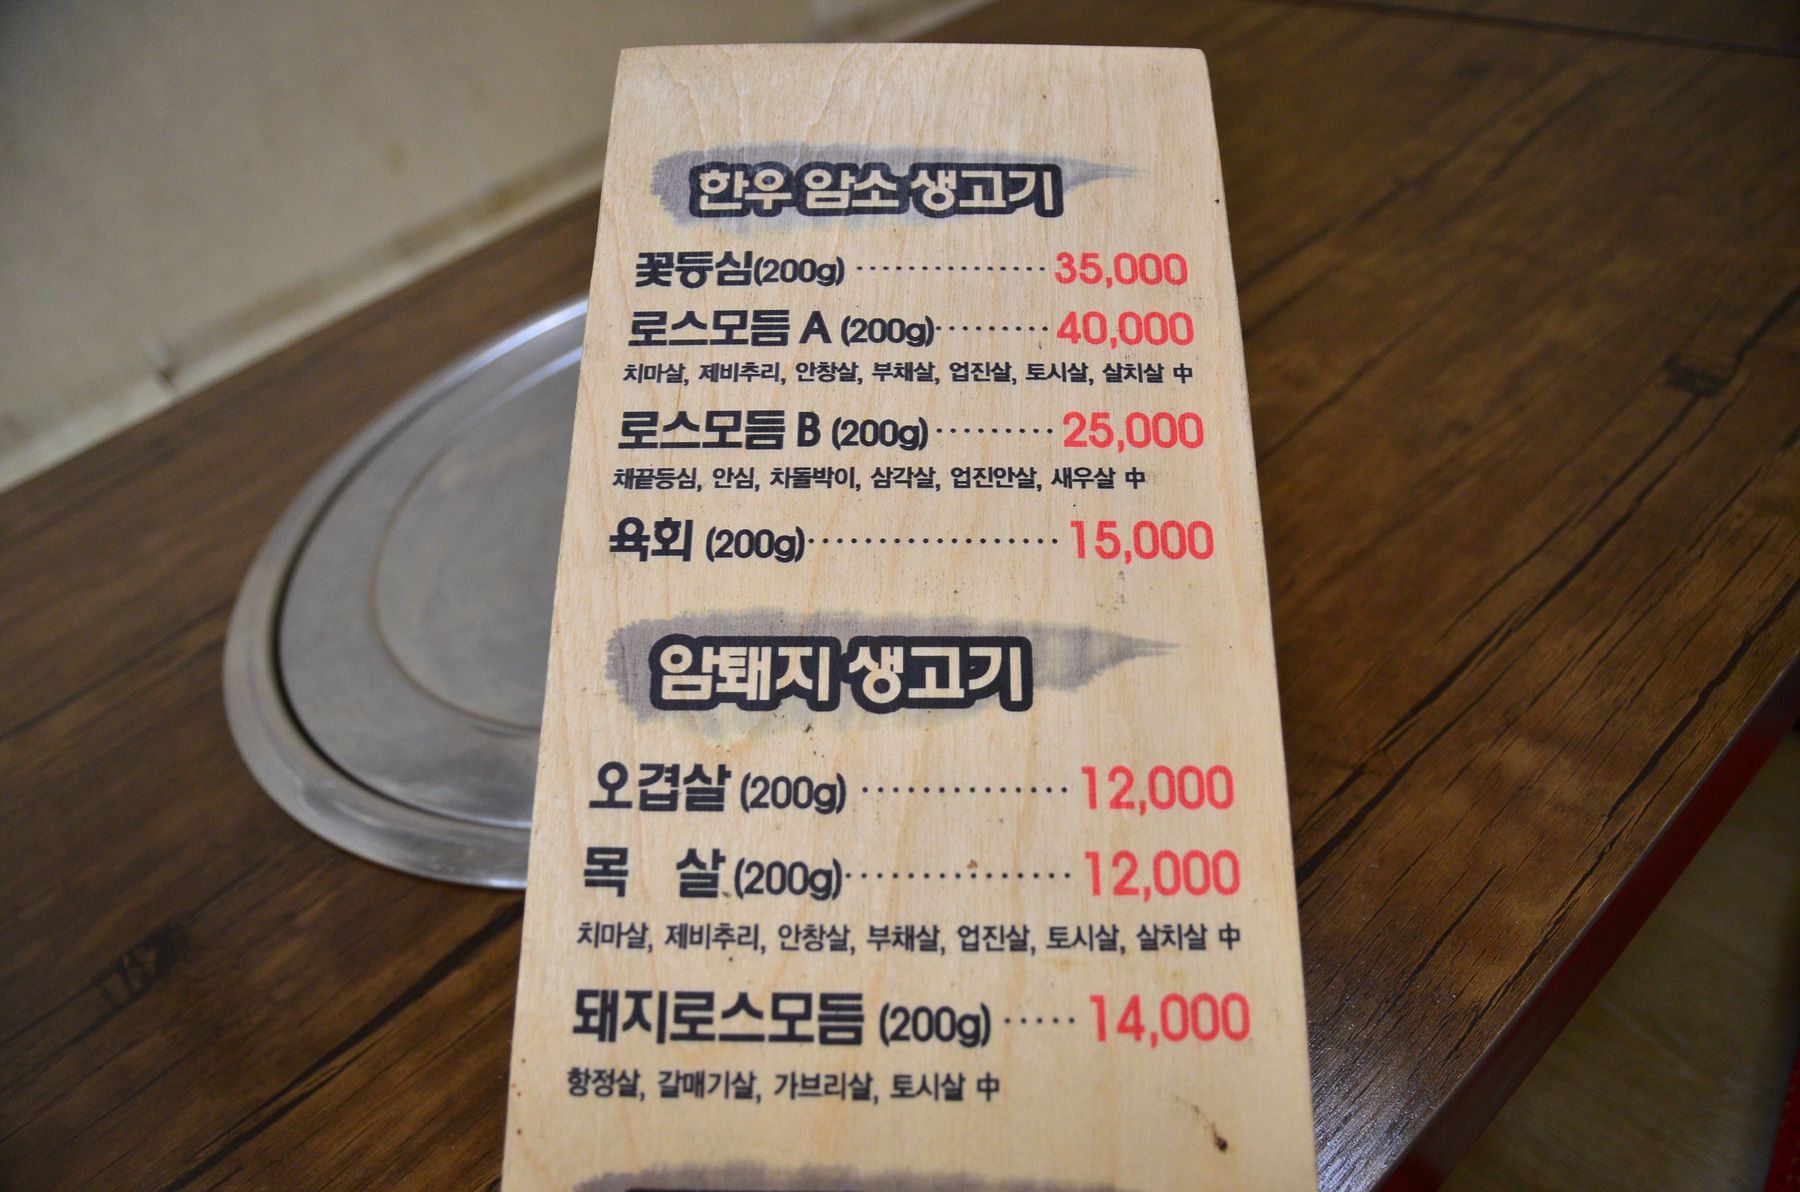 한우 암소 생고기
꽃등심(200g) ··············· 35,000
로스모듬 A (200g)········· 40,000
치마살, 제비추리, 안창살, 부채살, 업진살, 토시살, 살치살 中
로스모듬 B (200g) ········· 25,000
채끝등심, 안심, 차돌박이, 삼각살, 업진안살, 새우살 中
육회 (200g)··················· 15,000
암퇘지 생고기
오겹살 (200g) ··············· 12,000
목 살 (200g)················ 12,000
치마살, 제비추리, 안창살, 부채살, 업진살, 토시살, 살치살 中
돼지로스모듬 (200g) ····· 14,000
항정살, 갈매기살, 가브리살, 토시살 中